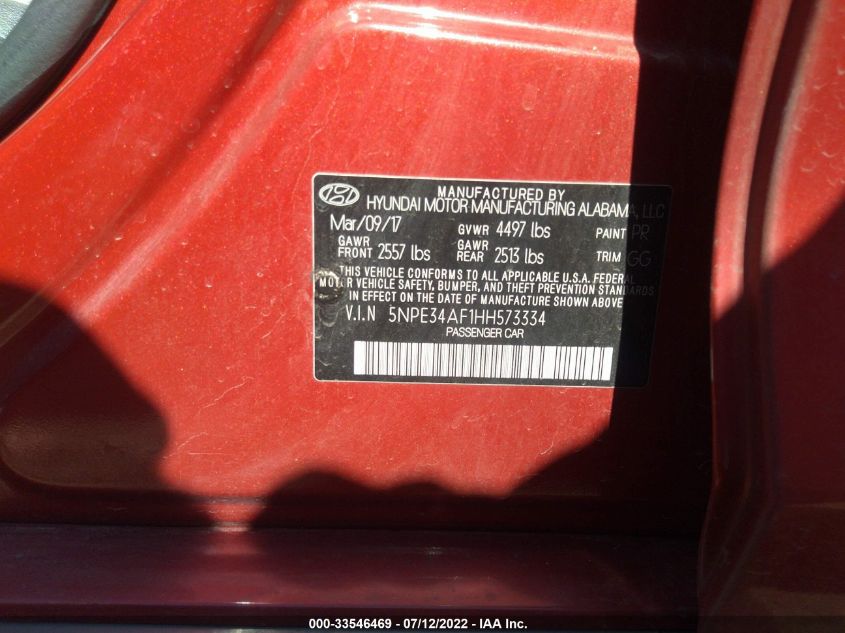 MANUFACTURED BY
HYUNDAI MOTOR MANUFACTURING ALABAMA, LLC
Mar/09/17 GVWR 4497 lbs PAINT PR
GAWR FRONT 2557 lbs GAWR REAR 2513 lbs TRIM GG
THIS VEHICLE CONFORMS TO ALL APPLICABLE U.S.A. FEDERAL
MOTOR VEHICLE SAFETY, BUMPER, AND THEFT PREVENTION STANDARDS
IN EFFECT ON THE DATE OF MANUFACTURE SHOWN ABOVE
V.I.N 5NPE34AF1HH573334
PASSENGER CAR
000-33546469 - 07/12/2022 - IAA Inc.